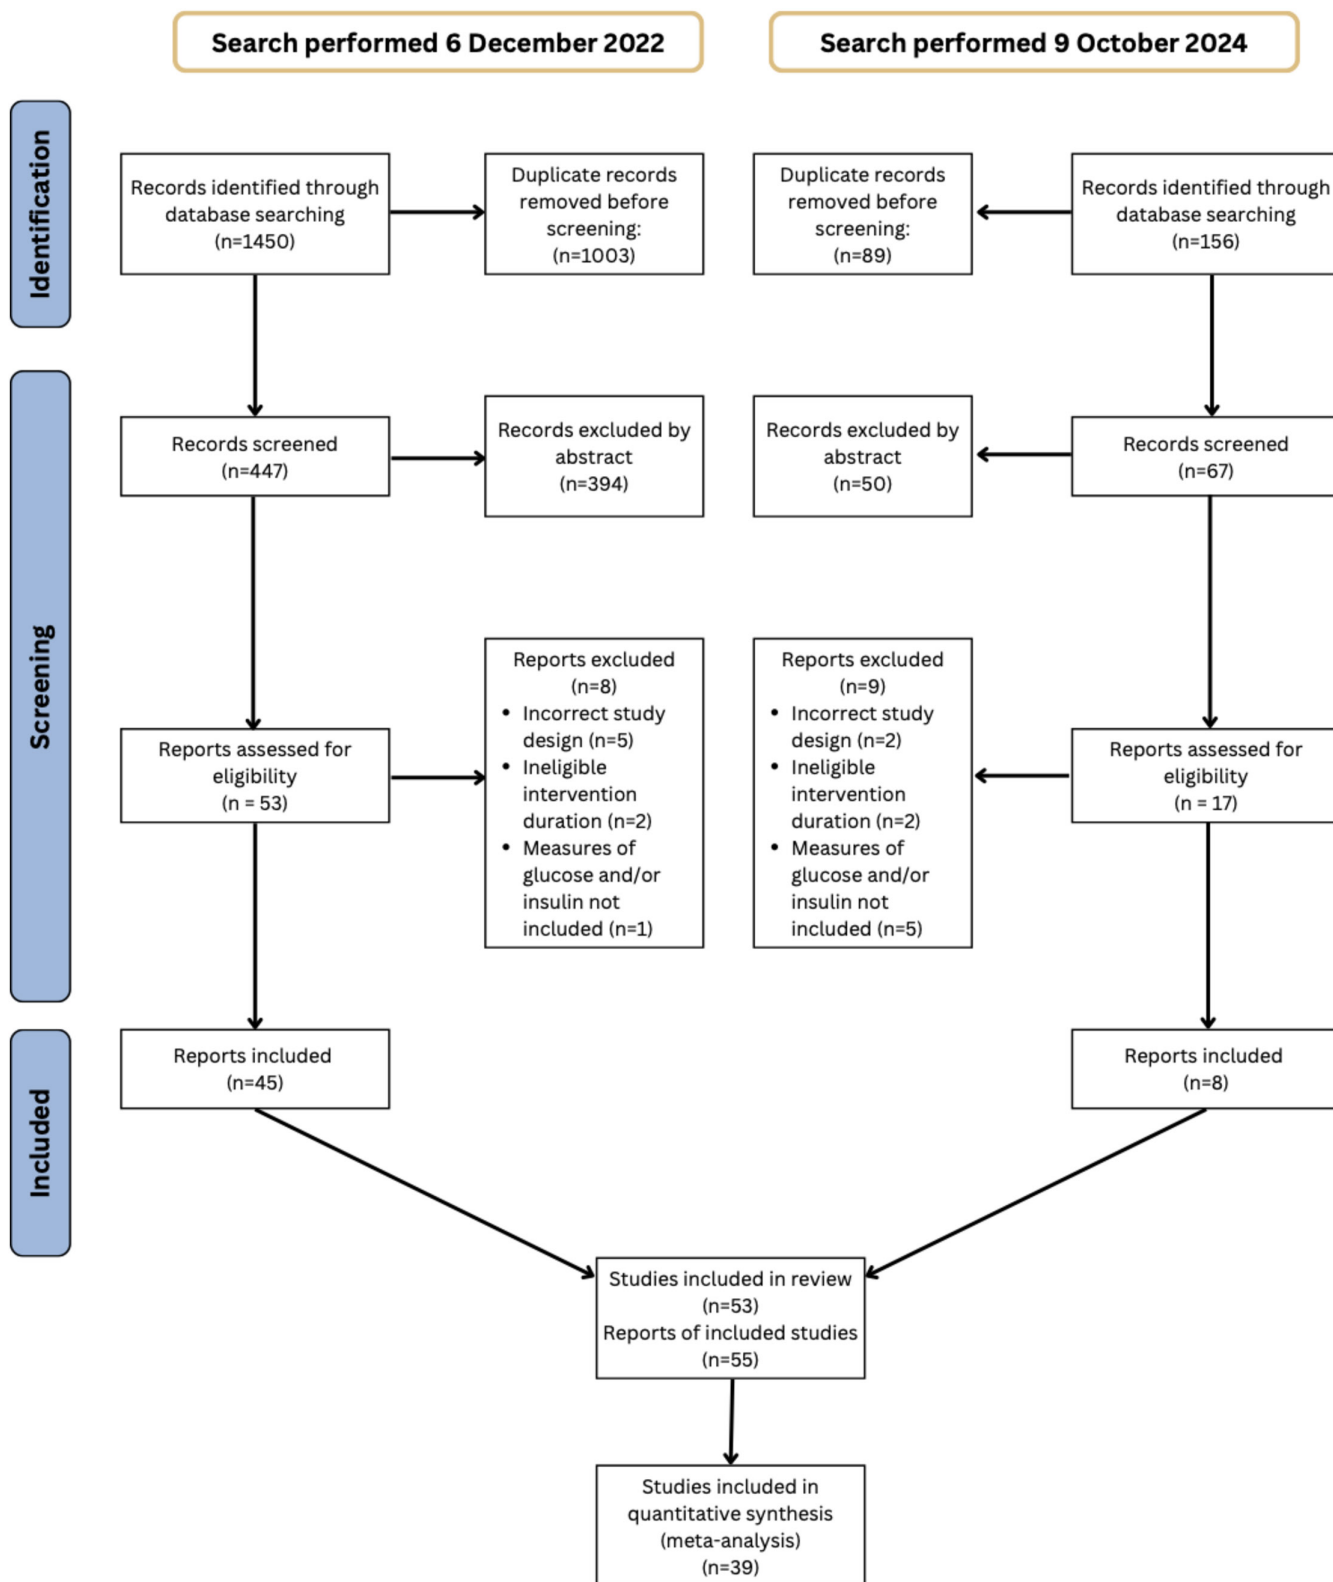 Search performed 6 December 2022
Search performed 9 October 2024
Identification
Records identified through
database searching
(n=1450)
Duplicate records
removed before
screening:
(n=1003)
Duplicate records
removed before
screening:
(n=89)
Records identified through
database searching
(n=156)
Screening
Records screened
(n=447)
Records excluded by
abstract
(n=394)
Records excluded by
abstract
(n=50)
Records screened
(n=67)
Reports assessed for
eligibility
(n = 53)
Reports excluded
(n=8)
• Incorrect study
design (n=5)
• Ineligible
intervention
duration (n=2)
• Measures of
glucose and/or
insulin not
included (n=1)
Reports excluded
(n=9)
• Incorrect study
design (n=2)
• Ineligible
intervention
duration (n=2)
• Measures of
glucose and/or
insulin not
included (n=5)
Reports assessed for
eligibility
(n = 17)
Included
Reports included
(n=45)
Reports included
(n=8)
Studies included in review
(n=53)
Reports of included studies
(n=55)
Studies included in
quantitative synthesis
(meta-analysis)
(n=39)